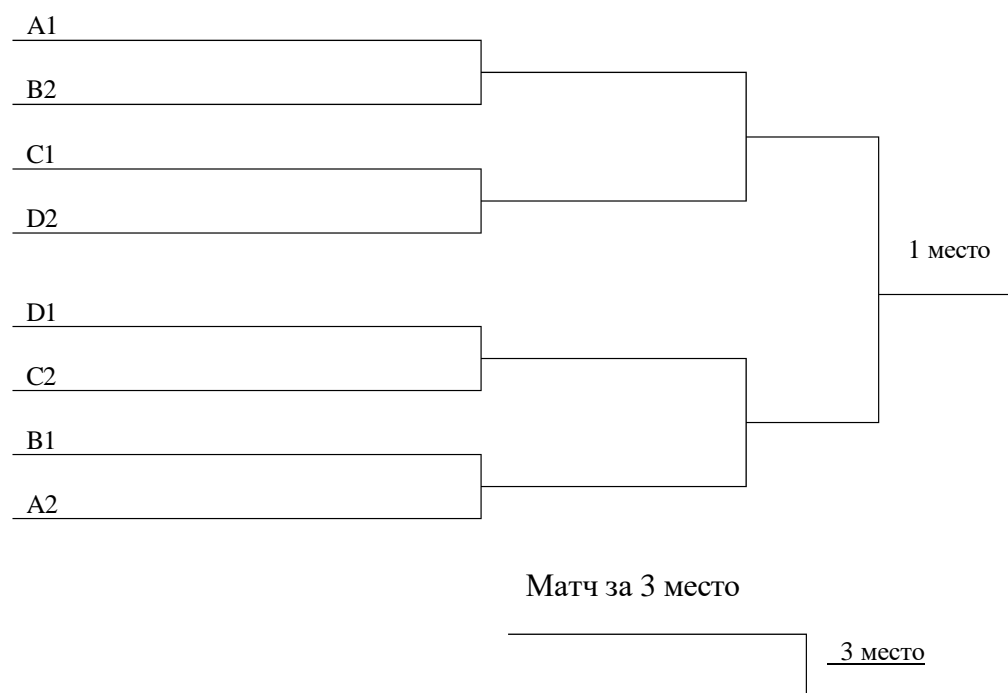 A1
B2
C1
D2
1 место
D1
C2
B1
A2
Матч за 3 место
3 место